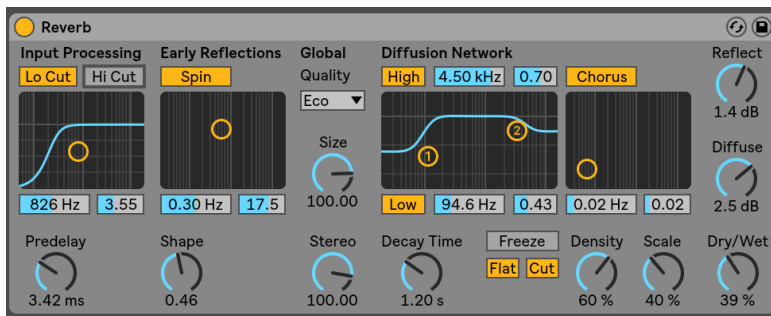 Reverb
Input Processing Early Reflections Global Diffusion Network Reflect
Lo Cut Hi Cut Spin Quality High 4.50 kHz 0.70 Chorus
Eco
1.4 dB
2
1
Size Diffuse
826 Hz 3.55 0.30 Hz 17.5 100.00 Low 94.6 Hz 0.43 0.02 Hz 0.02 2.5 dB
Predelay Shape Stereo Decay Time Freeze Density Scale Dry/Wet
Flat Cut
3.42 ms 0.46 100.00 1.20 s 60 % 40 % 39 %